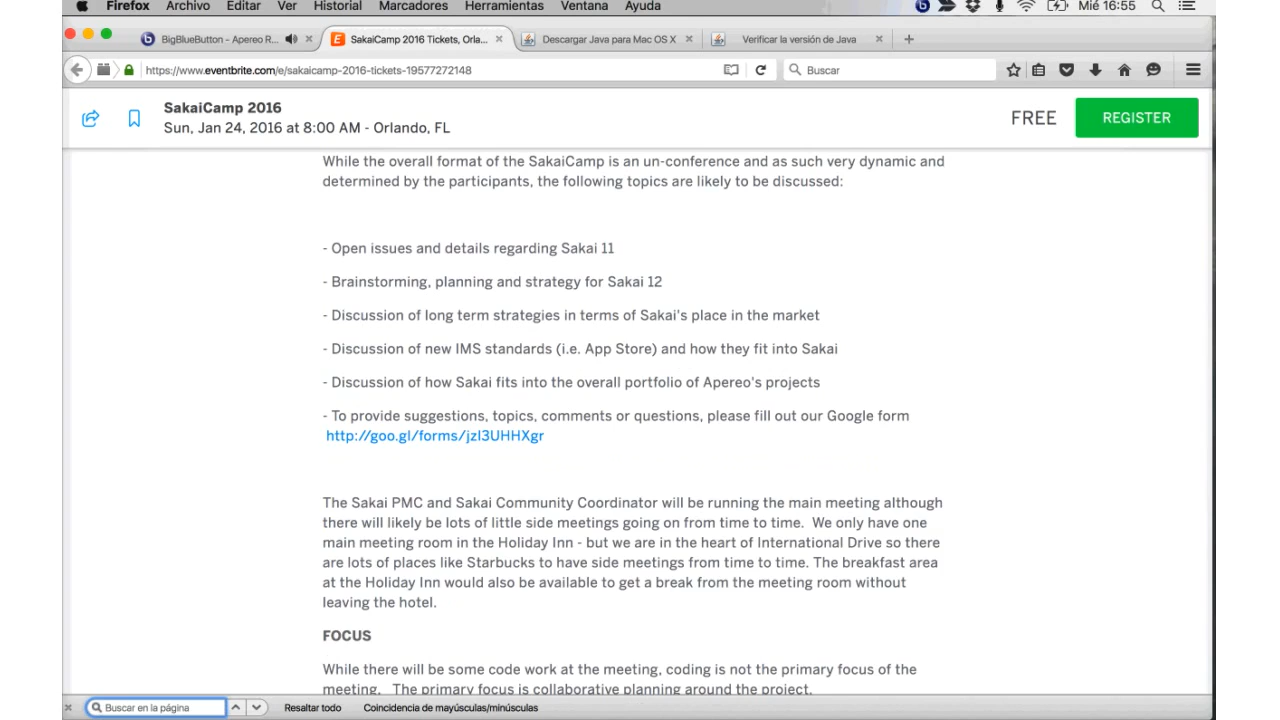 Firefox Archivo Editar Ver Historial Marcadores Herramientas Ventana Ayuda Mié 16:55
BigBlueButton - Apereo R... SakaiCamp 2016 Tickets, Orla... Descargar Java para Mac OS X Verificar la versión de Java
https://www.eventbrite.com/e/sakaicamp-2016-tickets-19577272148 Buscar
SakaiCamp 2016
Sun, Jan 24, 2016 at 8:00 AM - Orlando, FL
FREE REGISTER
While the overall format of the SakaiCamp is an un-conference and as such very dynamic and
determined by the participants, the following topics are likely to be discussed:
- Open issues and details regarding Sakai 11
- Brainstorming, planning and strategy for Sakai 12
- Discussion of long term strategies in terms of Sakai's place in the market
- Discussion of new IMS standards (i.e. App Store) and how they fit into Sakai
- Discussion of how Sakai fits into the overall portfolio of Apereo's projects
- To provide suggestions, topics, comments or questions, please fill out our Google form
http://goo.gl/forms/jzI3UHHXgr
The Sakai PMC and Sakai Community Coordinator will be running the main meeting although
there will likely be lots of little side meetings going on from time to time. We only have one
main meeting room in the Holiday Inn - but we are in the heart of International Drive so there
are lots of places like Starbucks to have side meetings from time to time. The breakfast area
at the Holiday Inn would also be available to get a break from the meeting room without
leaving the hotel.
FOCUS
While there will be some code work at the meeting, coding is not the primary focus of the
meeting. The primary focus is collaborative planning around the project.
Buscar en la página Resaltar todo Coincidencia de mayúsculas/minúsculas